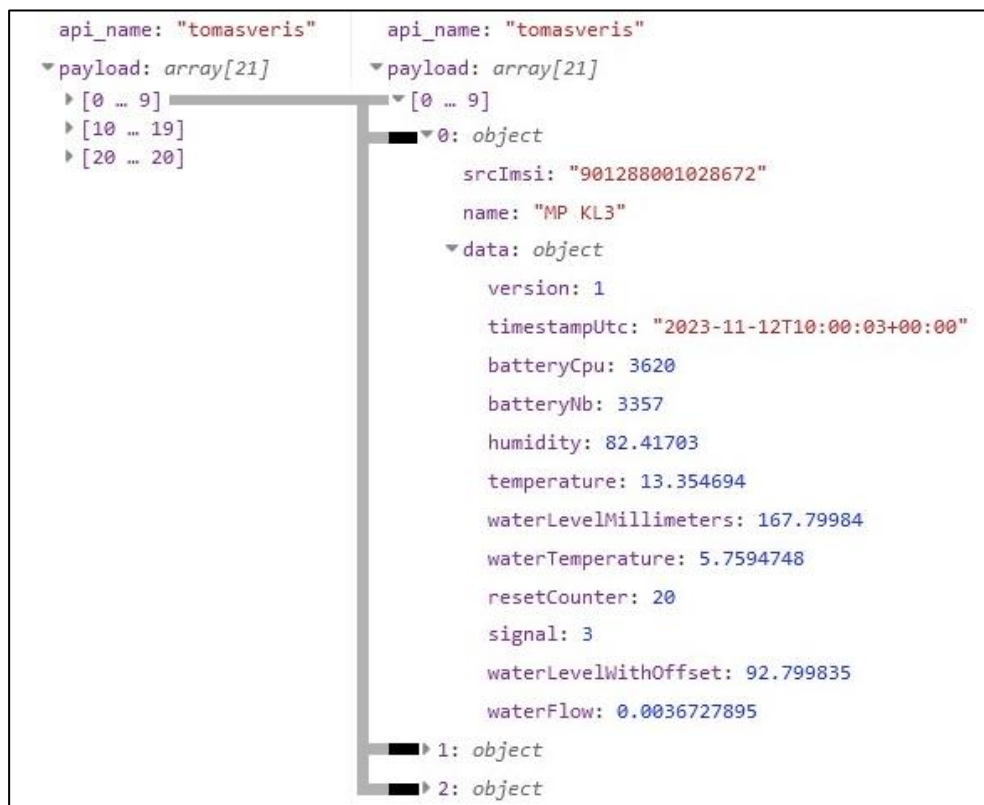 api_name: "tomasveris"
payload: array[21]
[0 … 9]
[10 … 19]
[20 … 20]
api_name: "tomasveris"
payload: array[21]
[0 … 9]
0: object
srcImsi: "901288001028672"
name: "MP KL3"
data: object
version: 1
timestampUtc: "2023-11-12T10:00:03+00:00"
batteryCpu: 3620
batteryNb: 3357
humidity: 82.41703
temperature: 13.354694
waterLevelMillimeters: 167.79984
waterTemperature: 5.7594748
resetCounter: 20
signal: 3
waterLevelWithOffset: 92.799835
waterFlow: 0.0036727895
1: object
2: object